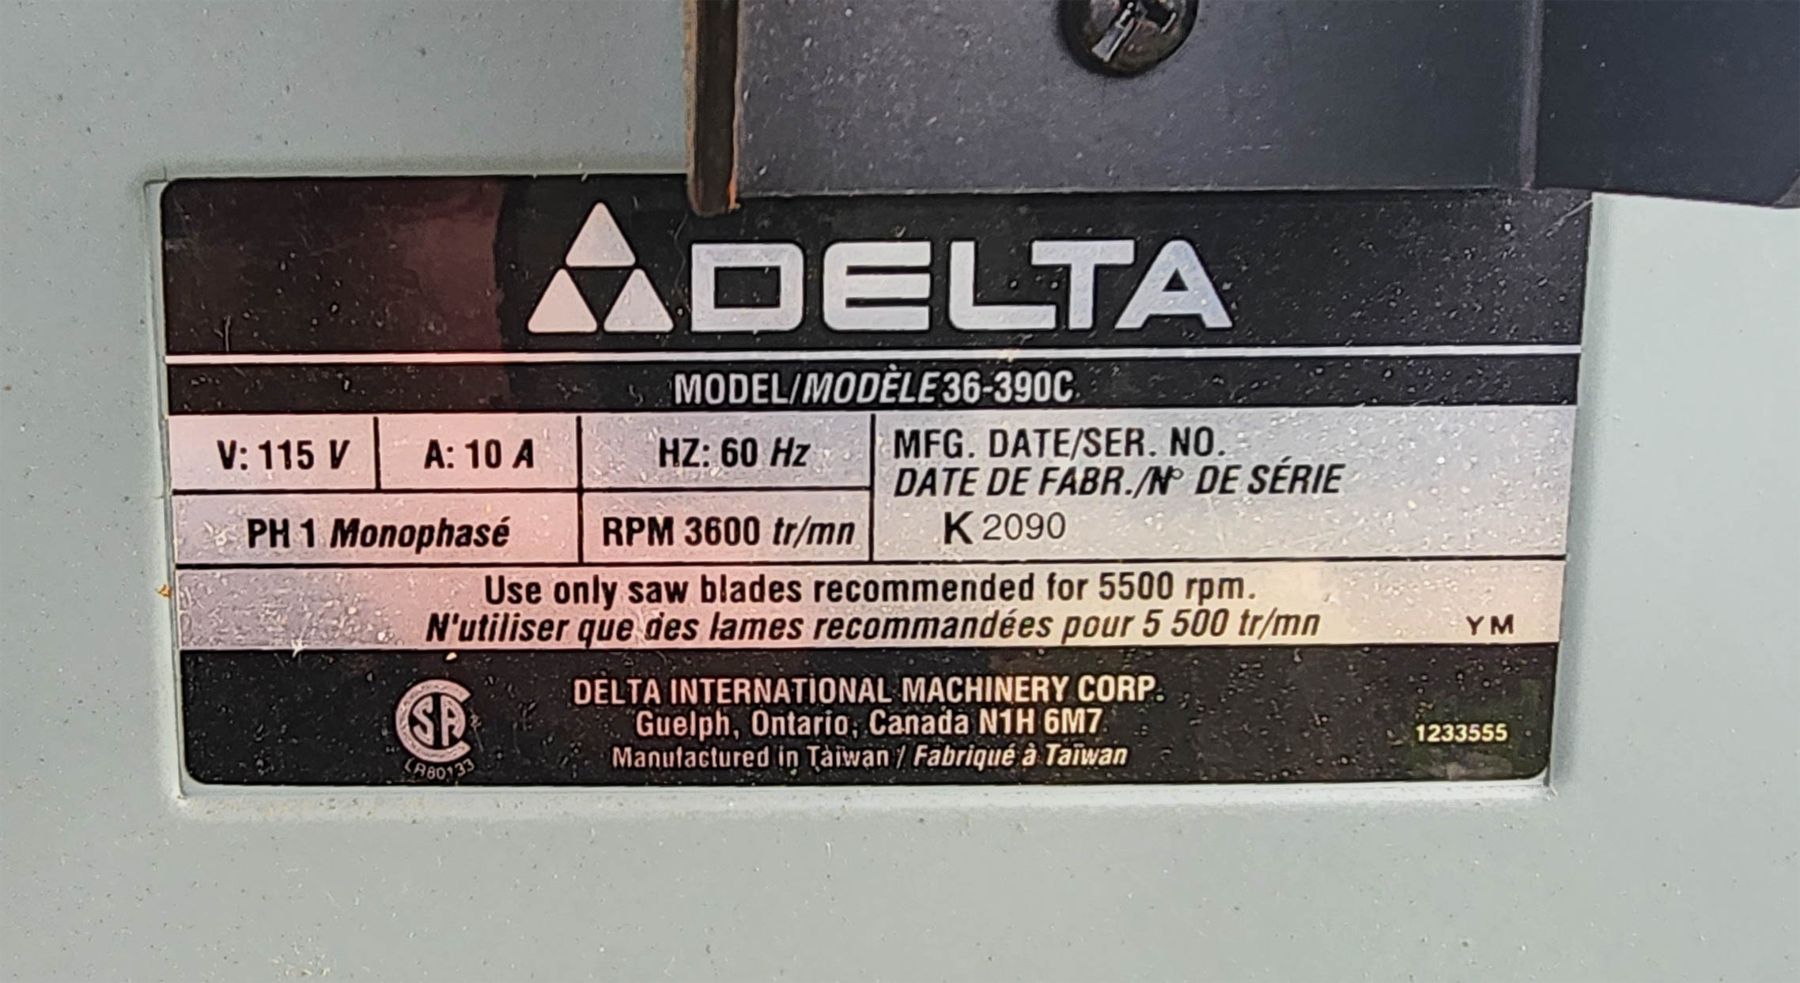 DELTA
MODEL/MODÈLE 36-390C
V: 115 V
A: 10 A
HZ: 60 Hz
MFG. DATE/SER. NO.
DATE DE FABR./Nº DE SÉRIE
K 2090
PH 1 Monophasé
RPM 3600 tr/mn
Use only saw blades recommended for 5500 rpm.
N'utiliser que des lames recommandées pour 5 500 tr/mn
YM
DELTA INTERNATIONAL MACHINERY CORP.
Guelph, Ontario, Canada N1H 6M7
Manufactured in Taiwan / Fabriqué à Taïwan
SA
LR80133
1233555